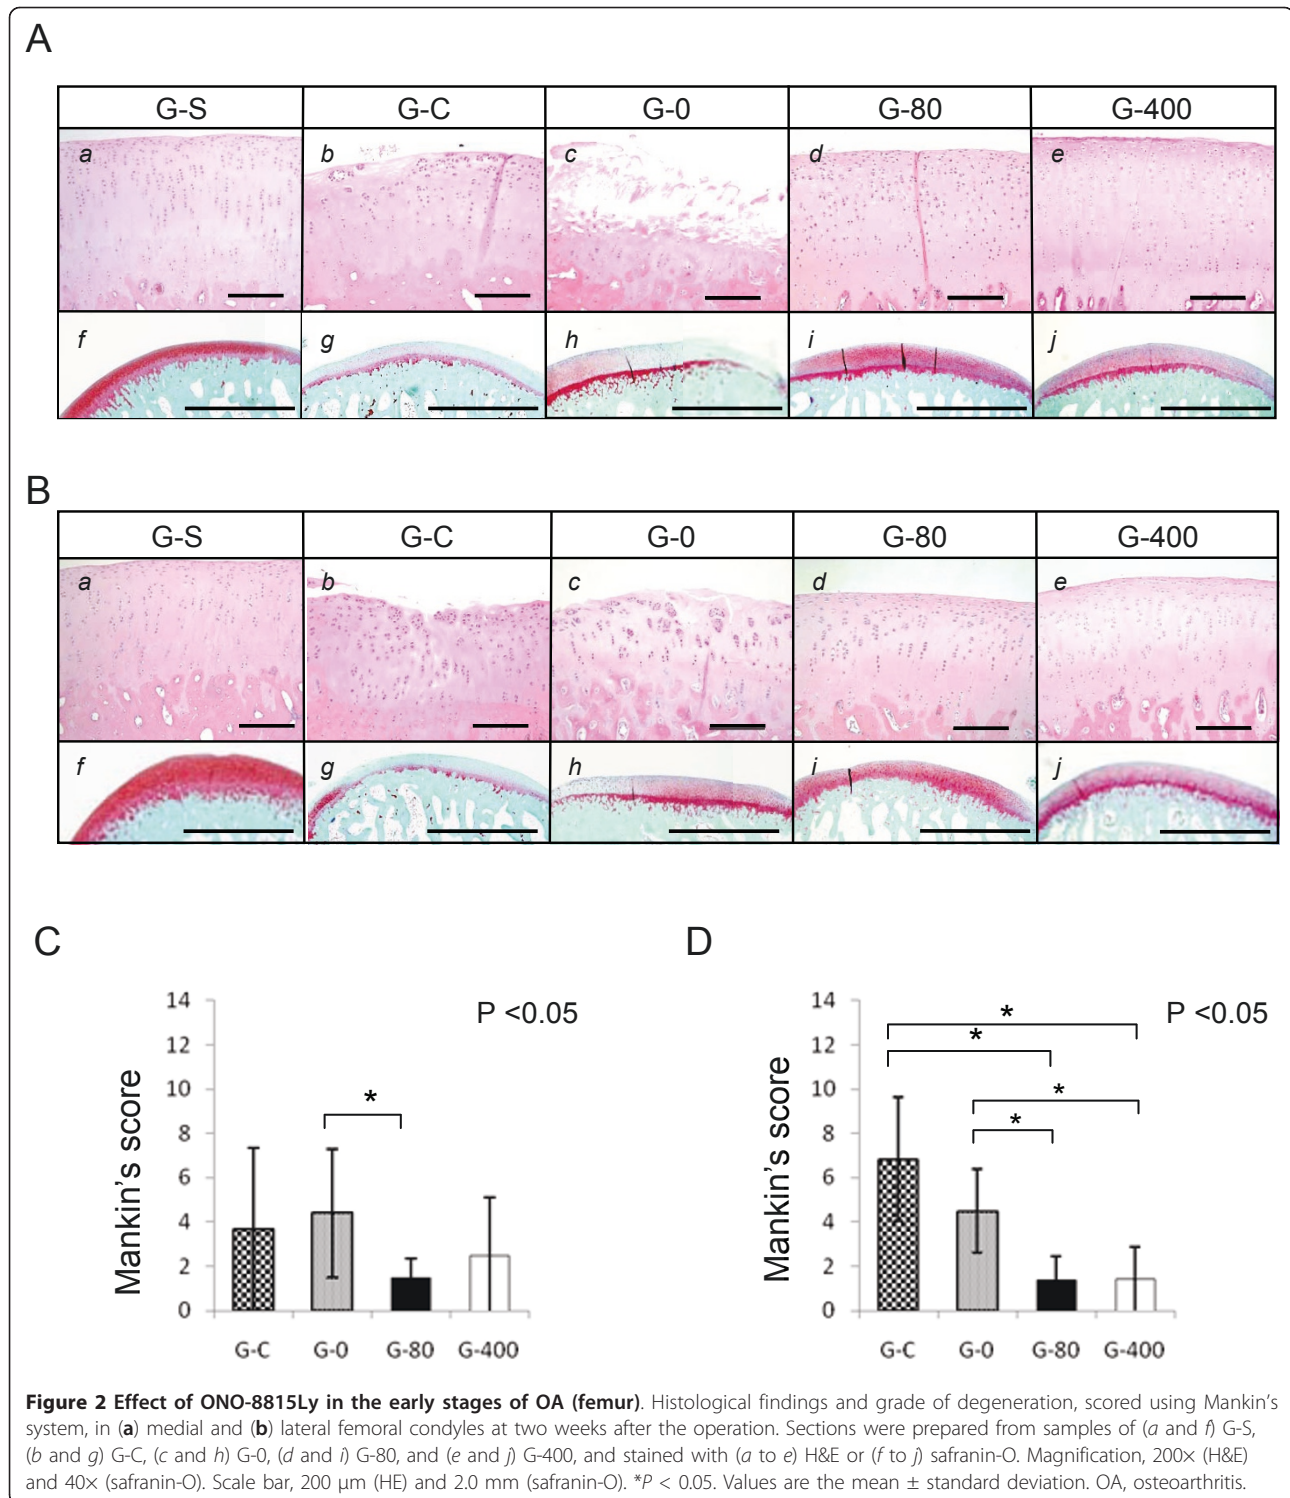 A
G-S G-C G-0 G-80 G-400
a b c d e
f g h i j
B
G-S G-C G-0 G-80 G-400
a b c d e
f g h i j
C
P <0.05
Mankin's score
14
12
10
8
6
4
2
0
*
G-C G-0 G-80 G-400
D
P <0.05
Mankin's score
14
12
10
8
6
4
2
0
*
*
*
*
G-C G-0 G-80 G-400
Figure 2 Effect of ONO-8815Ly in the early stages of OA (femur). Histological findings and grade of degeneration, scored using Mankin's
system, in (a) medial and (b) lateral femoral condyles at two weeks after the operation. Sections were prepared from samples of (a and f) G-S,
(b and g) G-C, (c and h) G-0, (d and i) G-80, and (e and j) G-400, and stained with (a to e) H&E or (f to j) safranin-O. Magnification, 200× (H&E)
and 40× (safranin-O). Scale bar, 200 μm (HE) and 2.0 mm (safranin-O). *P < 0.05. Values are the mean ± standard deviation. OA, osteoarthritis.